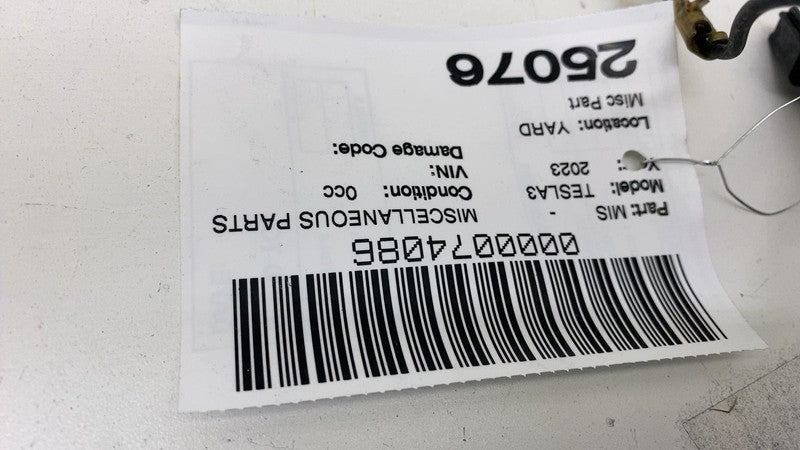 0000074086
Part: MIS - MISCELLANEOUS PARTS
Model: TESLA3 Condition: 0cc
2023 VIN:
Damage Code:
Location: YARD
Misc Part
25076